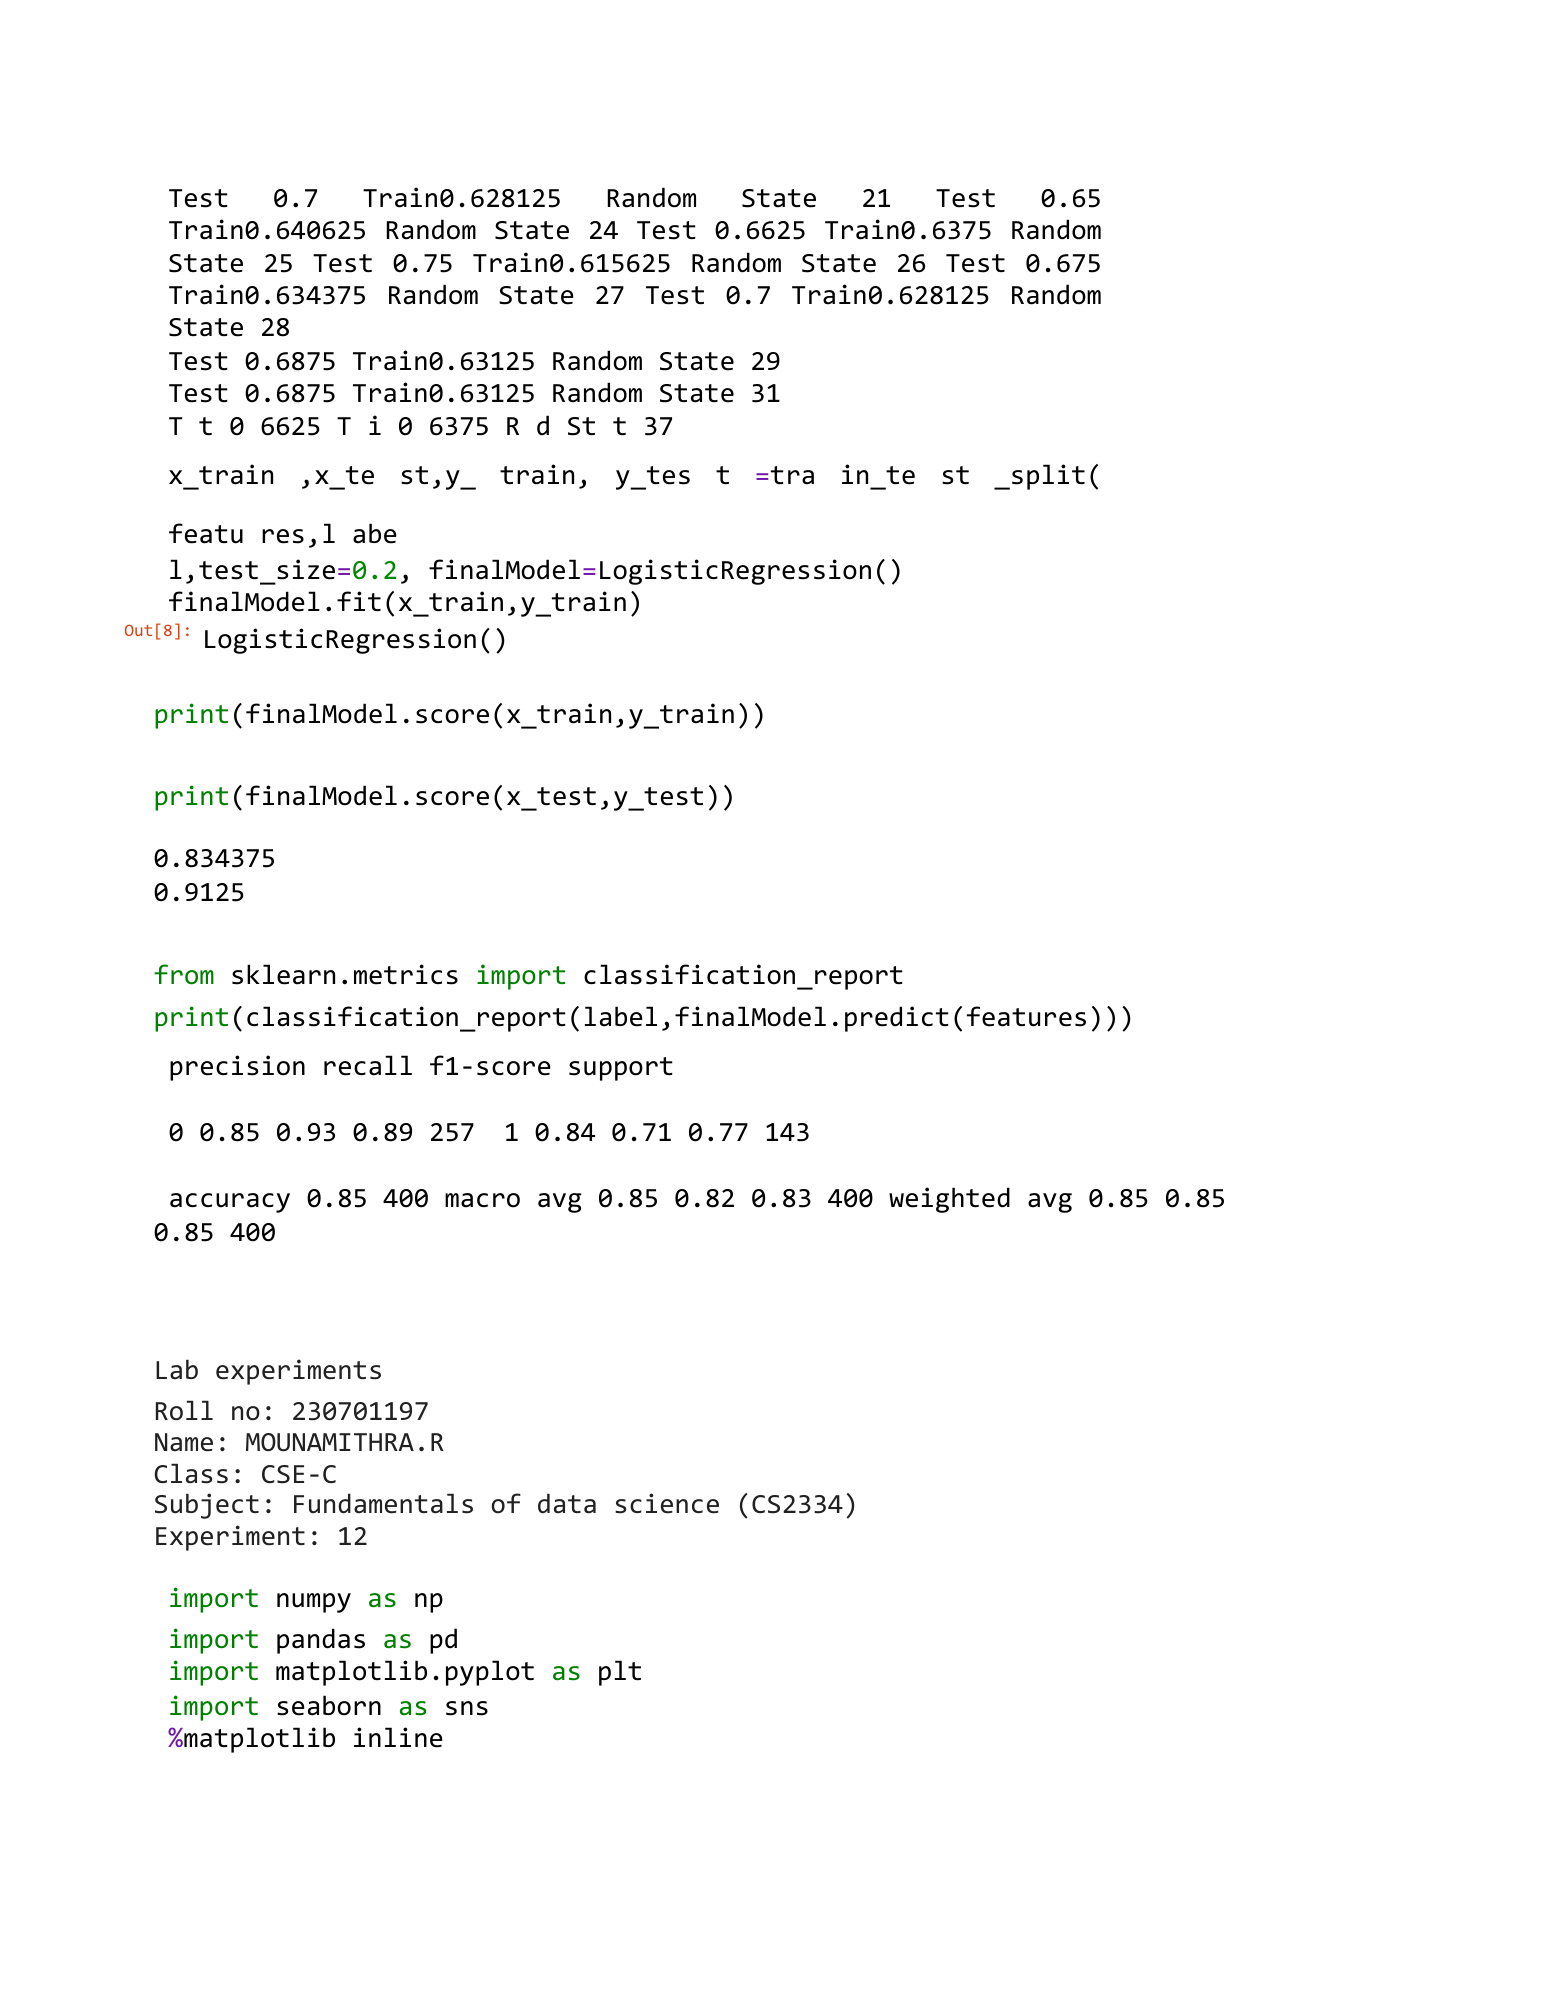 Test 0.7 Train0.628125 Random State 21 Test 0.65
Train0.640625 Random State 24 Test 0.6625 Train0.6375 Random
State 25 Test 0.75 Train0.615625 Random State 26 Test 0.675
Train0.634375 Random State 27 Test 0.7 Train0.628125 Random
State 28
Test 0.6875 Train0.63125 Random State 29
Test 0.6875 Train0.63125 Random State 31
T t 0 6625 T i 0 6375 R d St t 37
x_train ,x_te st,y_ train, y_tes t =tra in_te st _split(
featu res,l abe
l,test_size=0.2, finalModel=LogisticRegression()
finalModel.fit(x_train,y_train)
Out[8]: LogisticRegression()
print(finalModel.score(x_train,y_train))
print(finalModel.score(x_test,y_test))
0.834375
0.9125
from sklearn.metrics import classification_report
print(classification_report(label,finalModel.predict(features)))
precision recall f1-score support
0 0.85 0.93 0.89 257  1 0.84 0.71 0.77 143
accuracy 0.85 400 macro avg 0.85 0.82 0.83 400 weighted avg 0.85 0.85
0.85 400
Lab experiments
Roll no: 230701197
Name: MOUNAMITHRA.R
Class: CSE-C
Subject: Fundamentals of data science (CS2334)
Experiment: 12
import numpy as np
import pandas as pd
import matplotlib.pyplot as plt
import seaborn as sns
%matplotlib inline